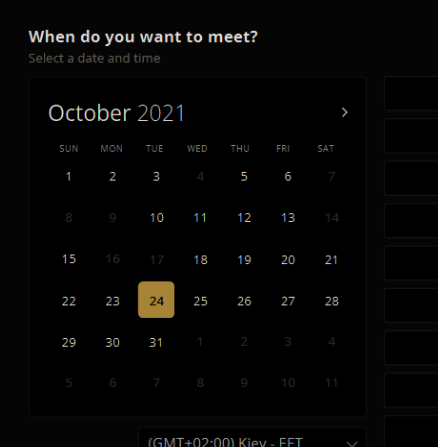 When do you want to meet?
Select a date and time
October 2021 >
SUN MON TUE WED THU FRI SAT
1 2 3 4 5 6 7
8 9 10 11 12 13 14
15 16 17 18 19 20 21
22 23 24 25 26 27 28
29 30 31 1 2 3 4
5 6 7 8 9 10 11
(GMT+02:00) Kiev - EET